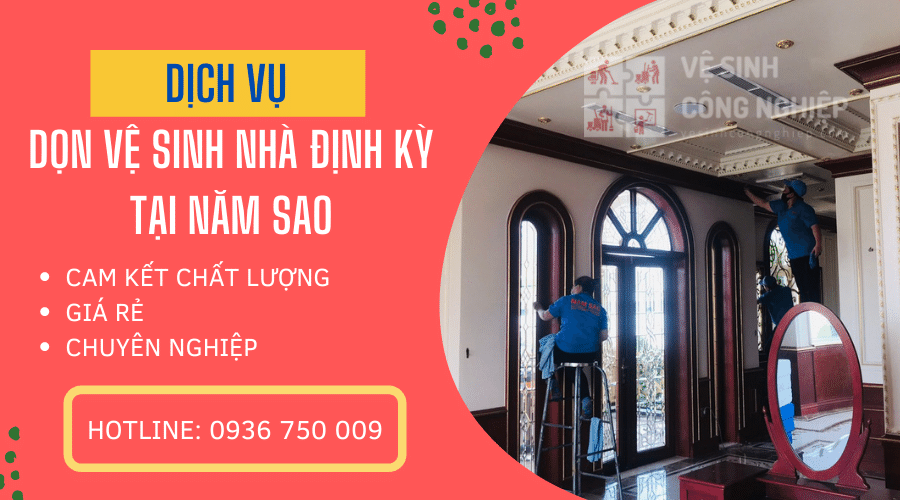 DỊCH VỤ
DỌN VỆ SINH NHÀ ĐỊNH KỲ
TẠI NĂM SAO
CAM KẾT CHẤT LƯỢNG
GIÁ RẺ
CHUYÊN NGHIỆP
HOTLINE: 0936 750 009
VỆ SINH
CÔNG NGHIỆP